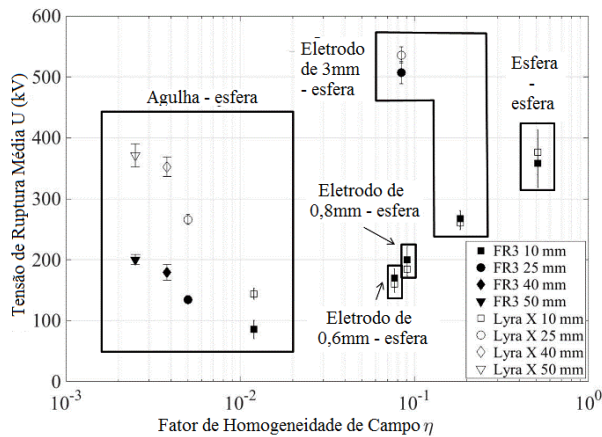 600
500
400
300
200
100
0
Tensão de Ruptura Média U (kV)
Agulha - esfera
Eletrodo
de 3mm
- esfera
Esfera
-
esfera
Eletrodo de
0,8mm - esfera
Eletrodo de
0,6mm - esfera
FR3 10 mm
FR3 25 mm
FR3 40 mm
FR3 50 mm
Lyra X 10 mm
Lyra X 25 mm
Lyra X 40 mm
Lyra X 50 mm
10⁻³ 10⁻² 10⁻¹ 10⁰
Fator de Homogeneidade de Campo η